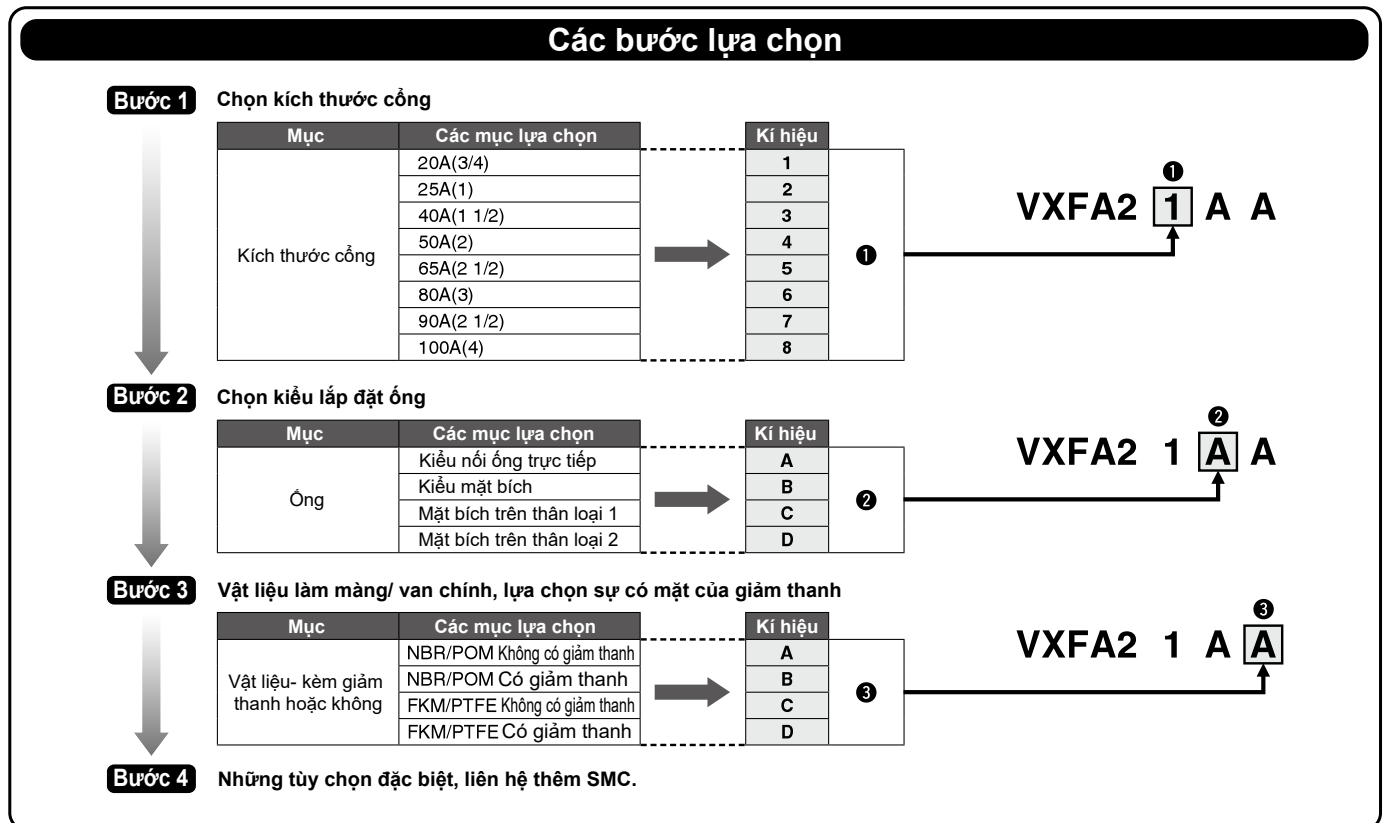 Các bước lựa chọn
Bước 1 Chọn kích thước cổng
Mục Các mục lựa chọn Kí hiệu
Kích thước cổng
20A(3/4) 1
25A(1) 2
40A(1 1/2) 3
50A(2) 4
65A(2 1/2) 5
80A(3) 6
90A(2 1/2) 7
100A(4) 8
❶
❶
VXFA2 1 A A
Bước 2 Chọn kiểu lắp đặt ống
Mục Các mục lựa chọn Kí hiệu
Ống
Kiểu nối ống trực tiếp A
Kiểu mặt bích B
Mặt bích trên thân loại 1 C
Mặt bích trên thân loại 2 D
❷
❷
VXFA2 1 A A
Bước 3 Vật liệu làm màng/ van chính, lựa chọn sự có mặt của giảm thanh
Mục Các mục lựa chọn Kí hiệu
Vật liệu- kèm giảm
thanh hoặc không
NBR/POM Không có giảm thanh A
NBR/POM Có giảm thanh B
FKM/PTFE Không có giảm thanh C
FKM/PTFE Có giảm thanh D
❸
❸
VXFA2 1 A A
Bước 4 Những tùy chọn đặc biệt, liên hệ thêm SMC.